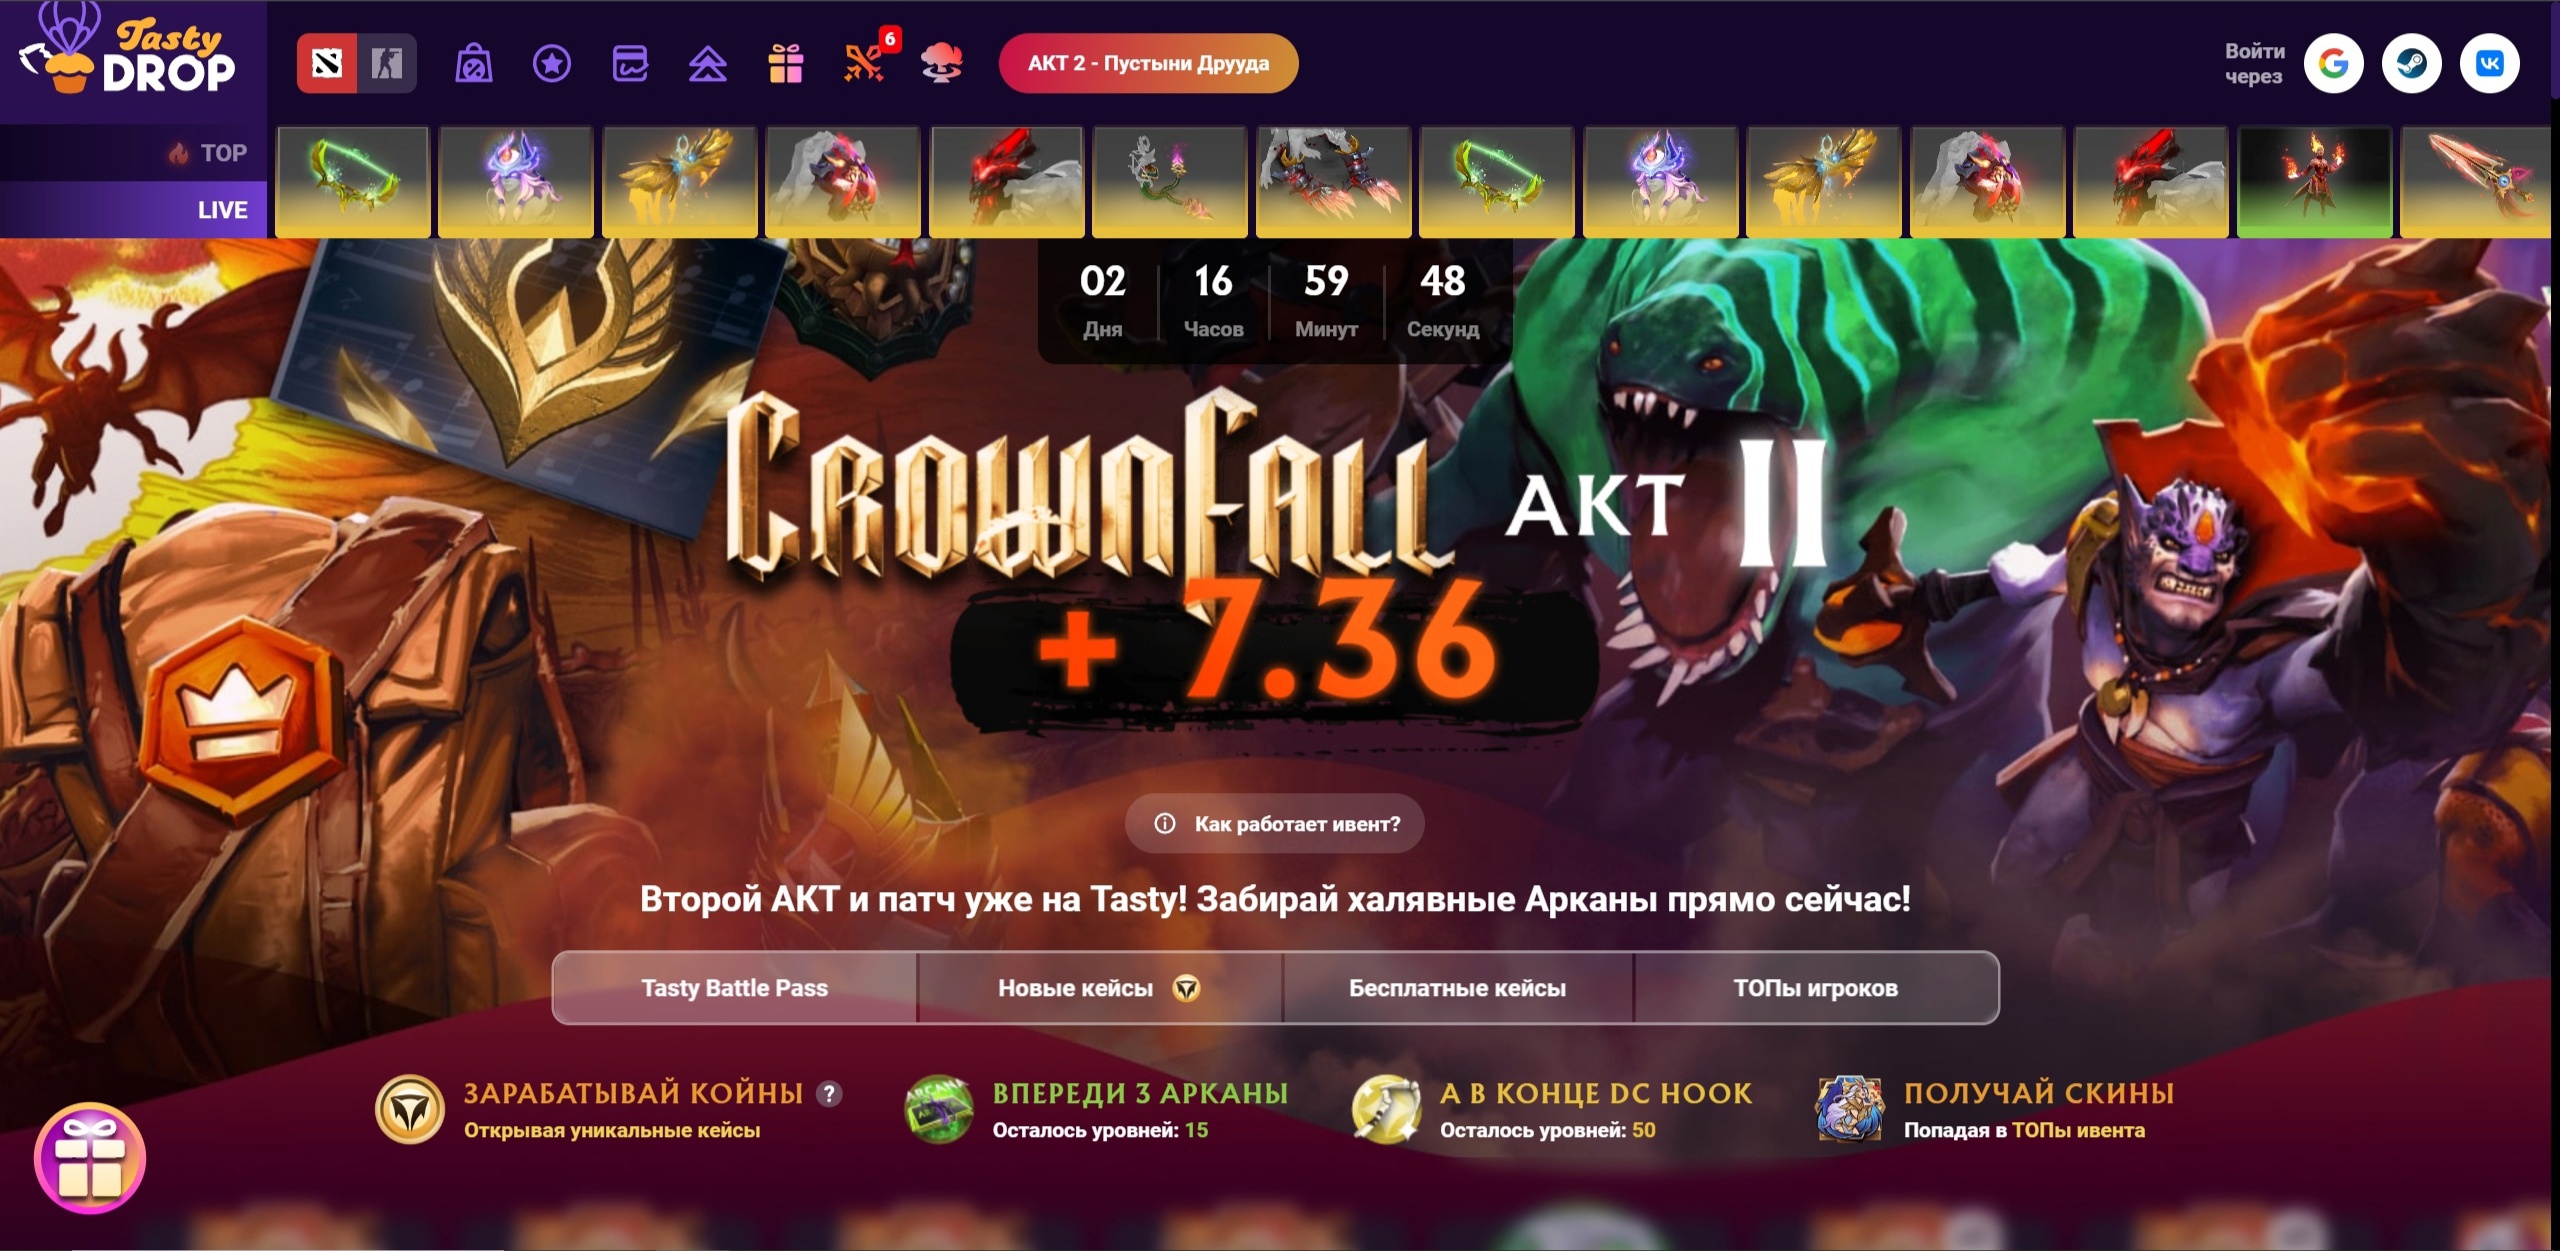 Tasty
DROP
6
АКТ 2 - Пустыни Друуда
Войти
через
TOP
LIVE
02 16 59 48
Дня Часов Минут Секунд
CROWNFALL АКТ II
+ 7.36
Как работает ивент?
Второй АКТ и патч уже на Tasty! Забирай халявные Арканы прямо сейчас!
Tasty Battle Pass Новые кейсы Бесплатные кейсы ТОПы игроков
ЗАРАБАТЫВАЙ КОЙНЫ ?
Открывая уникальные кейсы
ARCANA
ВПЕРЕДИ 3 АРКАНЫ
Осталось уровней: 15
А В КОНЦЕ DC HOOK
Осталось уровней: 50
ПОЛУЧАЙ СКИНЫ
Попадая в ТОПы ивента